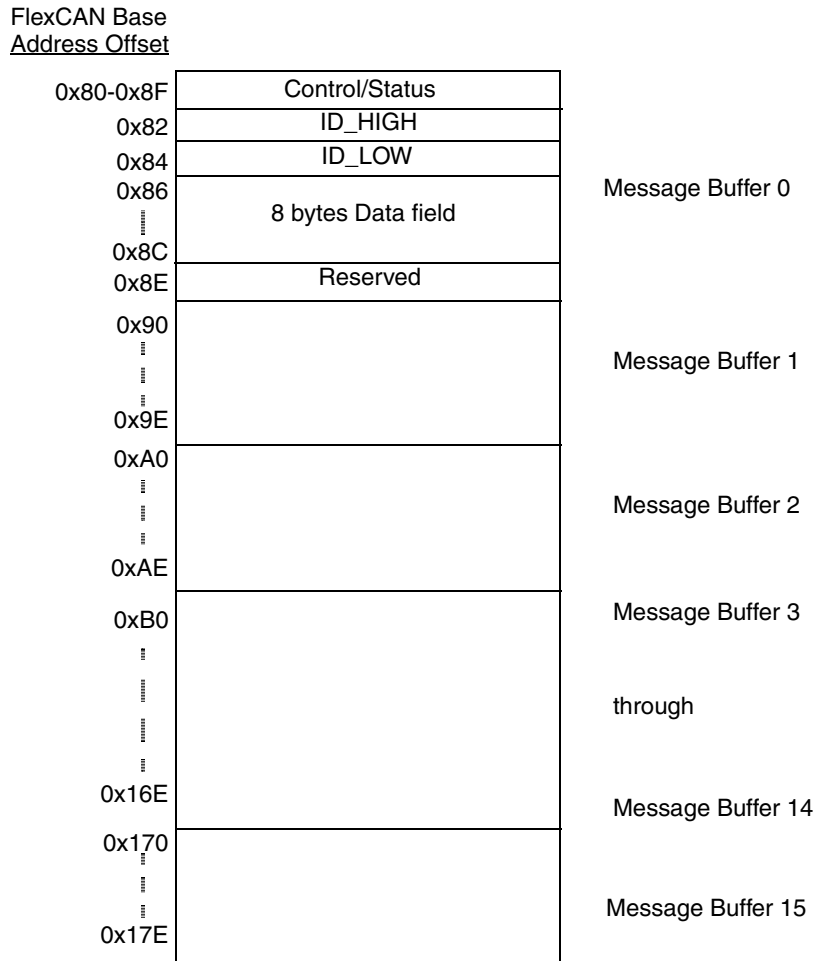 FlexCAN Base
Address Offset
0x80-0x8F Control/Status
0x82 ID_HIGH
0x84 ID_LOW
0x86
8 bytes Data field
Message Buffer 0
0x8C
0x8E Reserved
0x90
Message Buffer 1
0x9E
0xA0
Message Buffer 2
0xAE
0xB0
Message Buffer 3
through
0x16E
Message Buffer 14
0x170
Message Buffer 15
0x17E